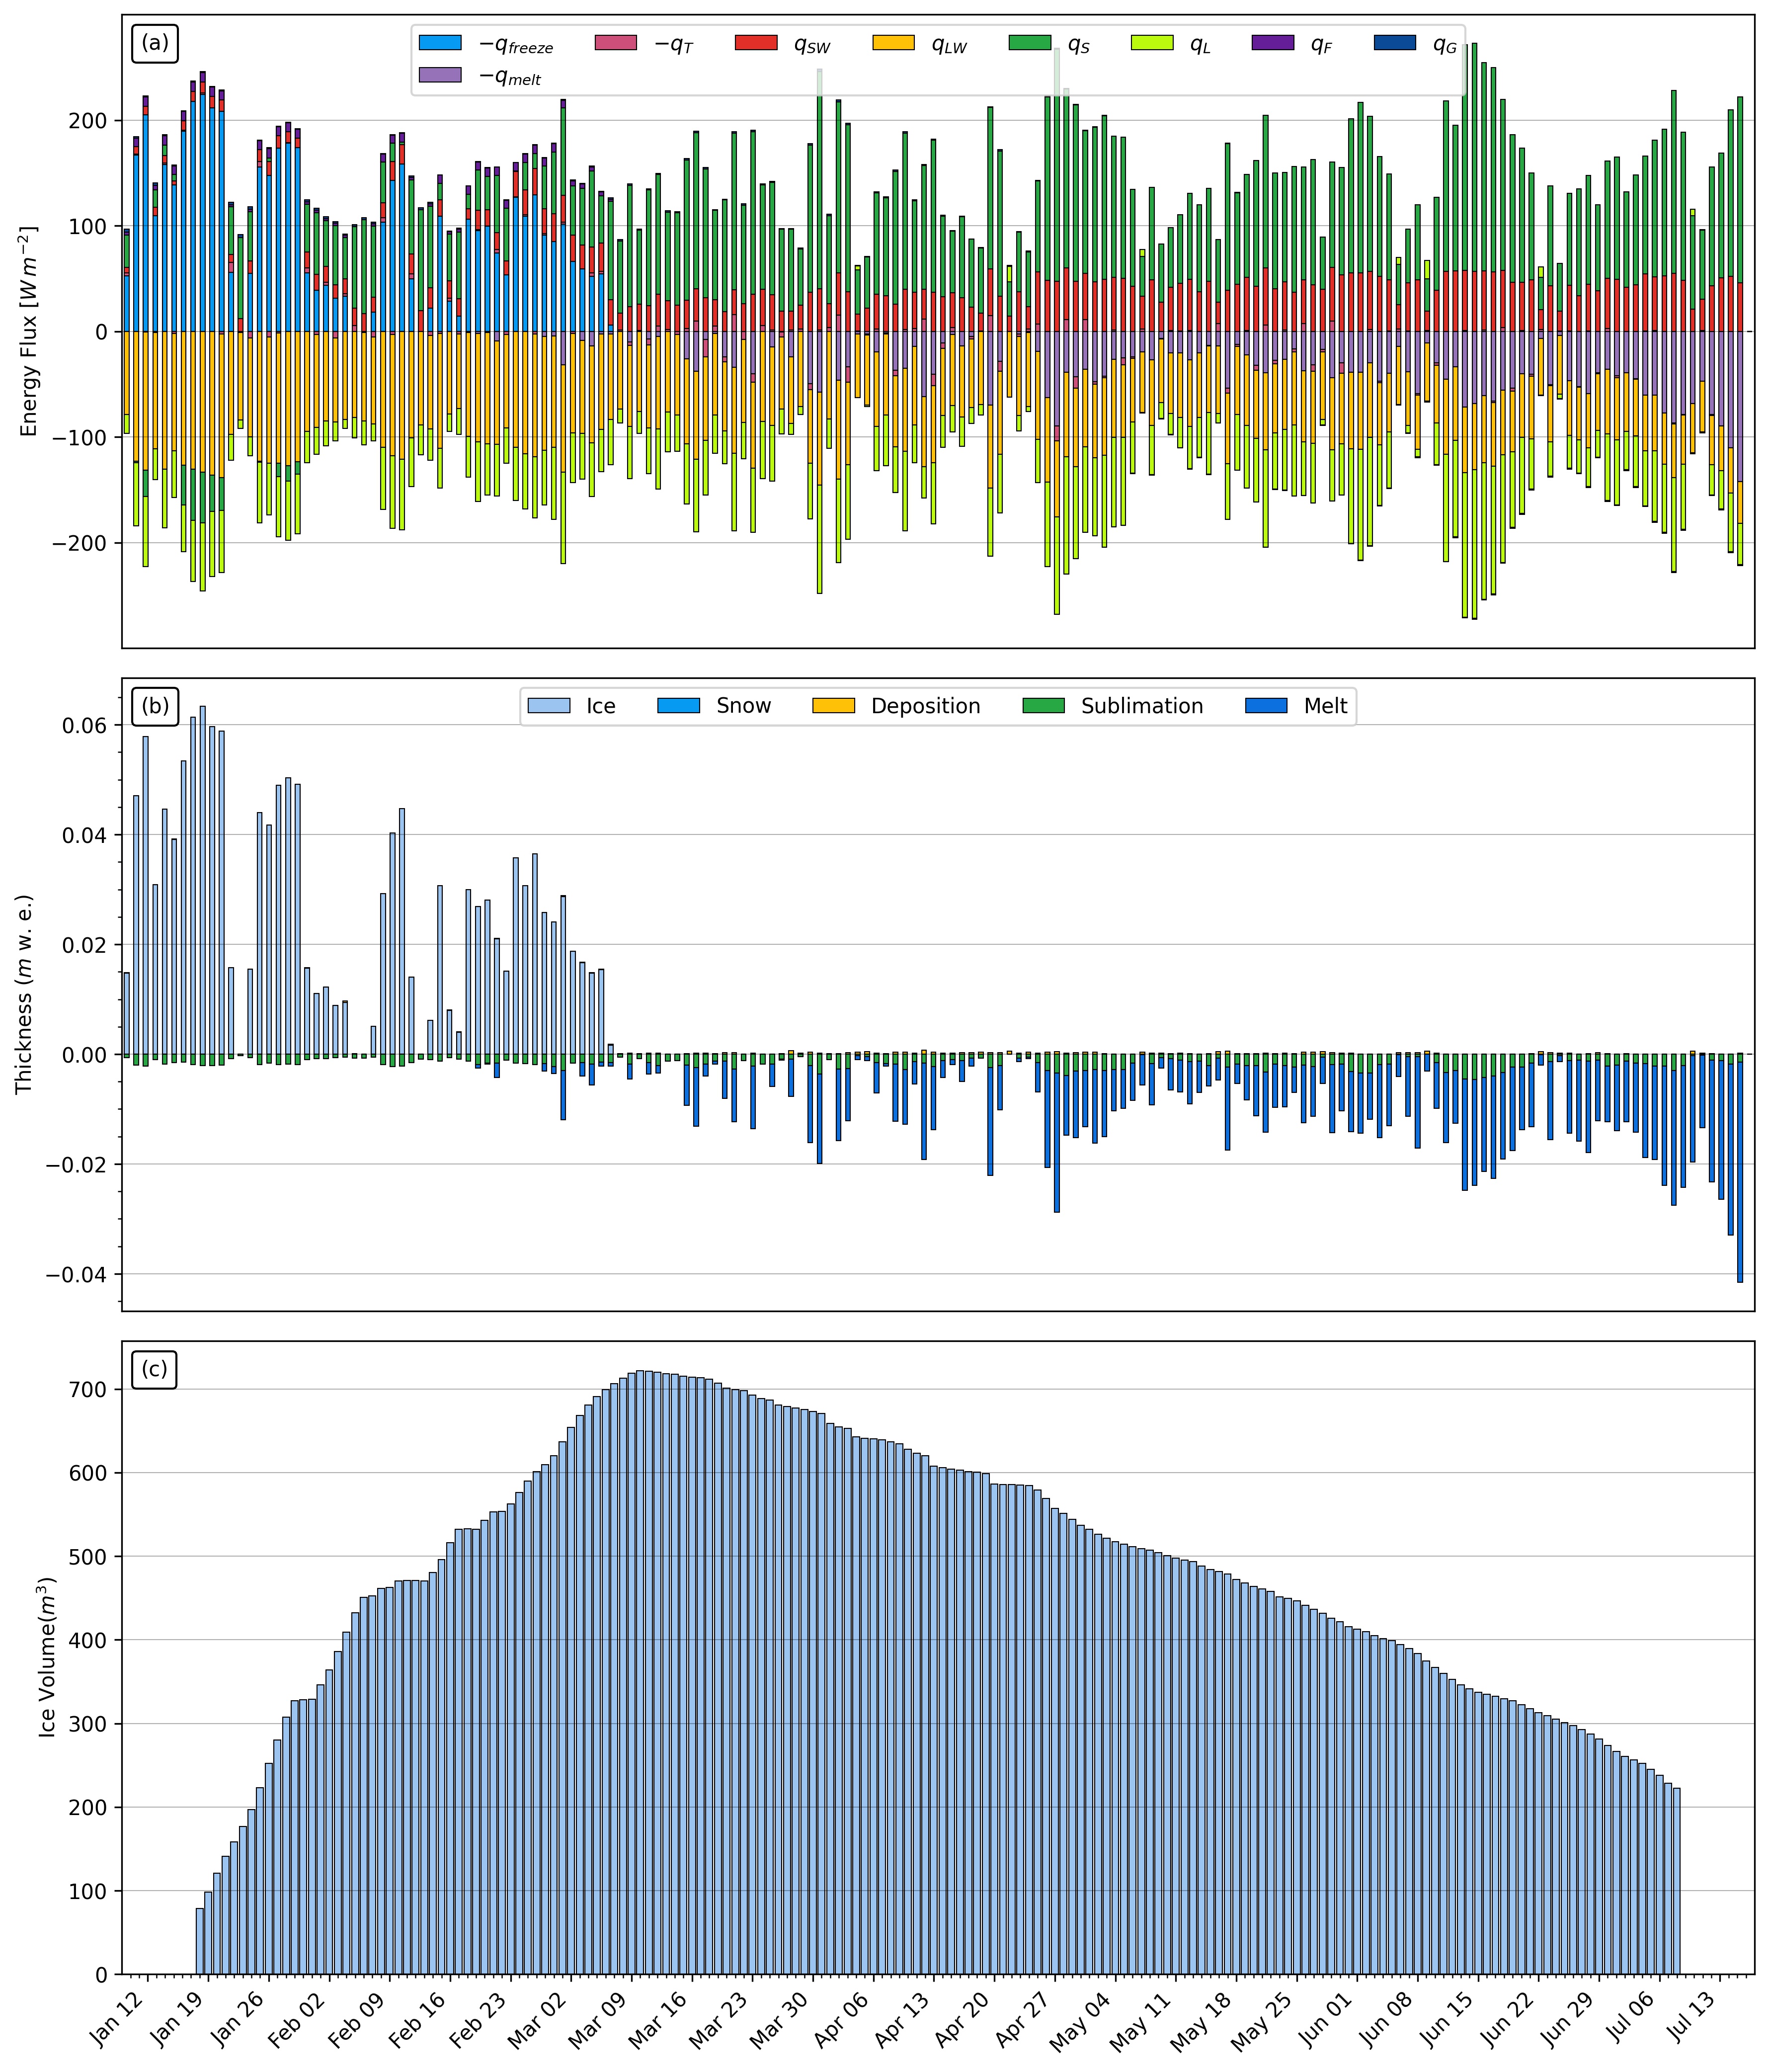 (a)
−q_freeze −q_T q_SW q_LW q_S q_L q_F q_G
−q_melt
Energy Flux [W m⁻²]
200
100
0
−100
−200
(b)
Ice Snow Deposition Sublimation Melt
Thickness (m w. e.)
0.06
0.04
0.02
0.00
−0.02
−0.04
(c)
Ice Volume(m³)
700
600
500
400
300
200
100
0
Jan 12 Jan 19 Jan 26 Feb 02 Feb 09 Feb 16 Feb 23 Mar 02 Mar 09 Mar 16 Mar 23 Mar 30 Apr 06 Apr 13 Apr 20 Apr 27 May 04 May 11 May 18 May 25 Jun 01 Jun 08 Jun 15 Jun 22 Jun 29 Jul 06 Jul 13